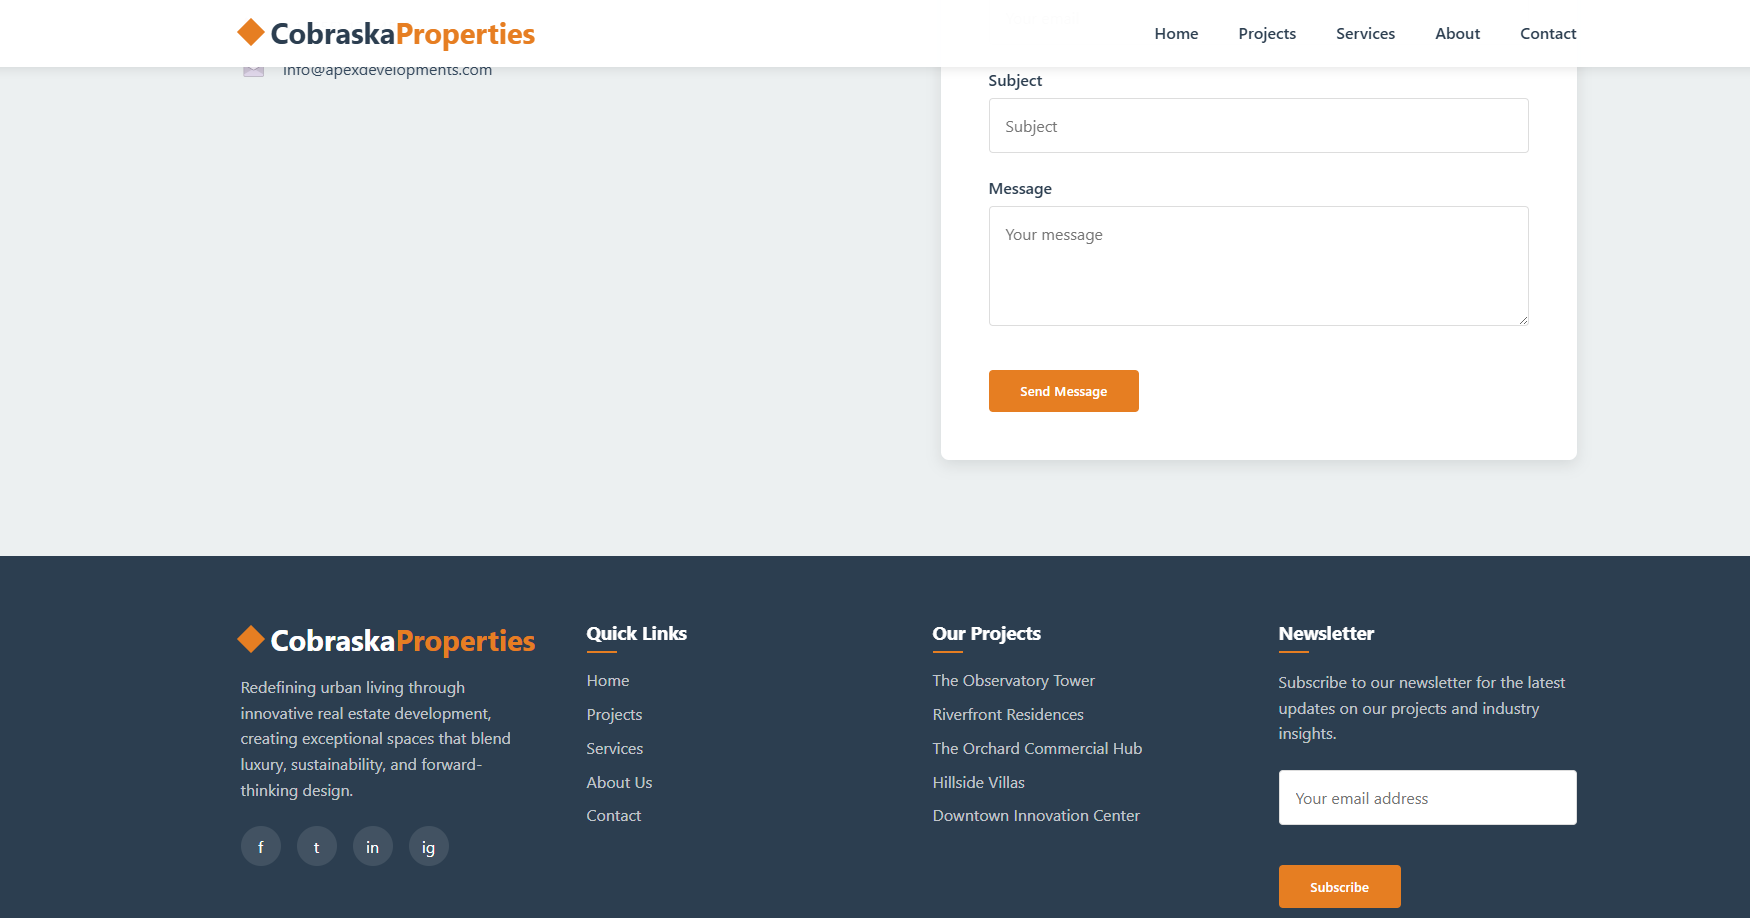 CobraskaProperties
Home
Projects
Services
About
Contact
info@apexdevelopments.com
Subject
Subject
Message
Your message
Send Message
CobraskaProperties
Redefining urban living through
innovative real estate development,
creating exceptional spaces that blend
luxury, sustainability, and forward-
thinking design.
f
t
in
ig
Quick Links
Home
Projects
Services
About Us
Contact
Our Projects
The Observatory Tower
Riverfront Residences
The Orchard Commercial Hub
Hillside Villas
Downtown Innovation Center
Newsletter
Subscribe to our newsletter for the latest
updates on our projects and industry
insights.
Your email address
Subscribe